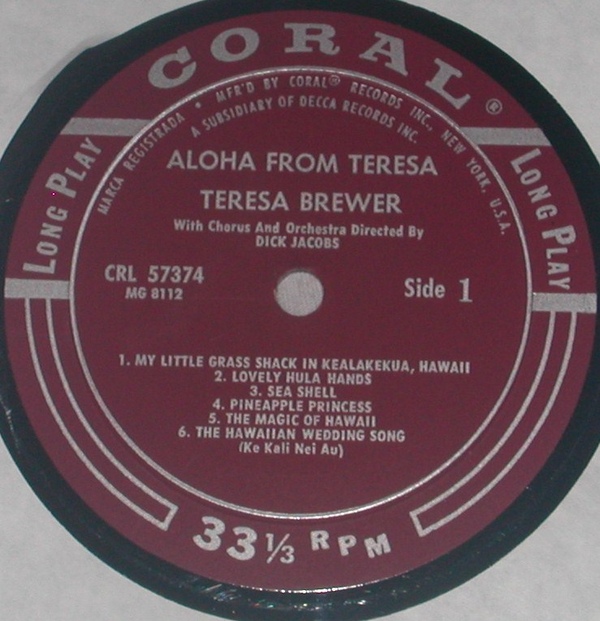 CORAL®
MARCA REGISTRADA • MFR'D BY CORAL® RECORDS INC., NEW YORK, U.S.A.
A SUBSIDIARY OF DECCA RECORDS INC.
LONG PLAY
LONG PLAY
ALOHA FROM TERESA
TERESA BREWER
With Chorus And Orchestra Directed By
DICK JACOBS
CRL 57374
MG 8112
Side 1
1. MY LITTLE GRASS SHACK IN KEALAKEKUA, HAWAII
2. LOVELY HULA HANDS
3. SEA SHELL
4. PINEAPPLE PRINCESS
5. THE MAGIC OF HAWAII
6. THE HAWAIIAN WEDDING SONG
(Ke Kali Nei Au)
33 1/3 RPM